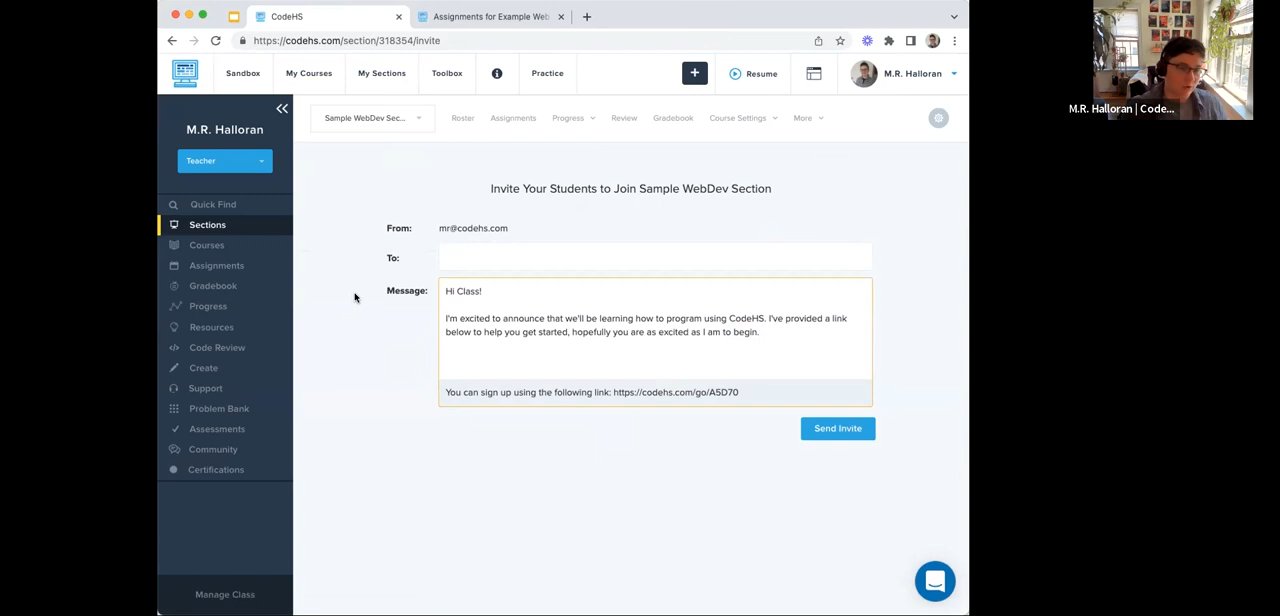 CodeHS
Assignments for Example Web
https://codehs.com/section/318354/invite
Sandbox
My Courses
My Sections
Toolbox
Practice
+
Resume
M.R. Halloran
M.R. Halloran | Code...
M.R. Halloran
Teacher
Quick Find
Sections
Courses
Assignments
Gradebook
Progress
Resources
Code Review
Create
Support
Problem Bank
Assessments
Community
Certifications
Manage Class
Sample WebDev Sec...
Roster
Assignments
Progress
Review
Gradebook
Course Settings
More
Invite Your Students to Join Sample WebDev Section
From: mr@codehs.com
To:
Message:
Hi Class!
I'm excited to announce that we'll be learning how to program using CodeHS. I've provided a link
below to help you get started, hopefully you are as excited as I am to begin.
You can sign up using the following link: https://codehs.com/go/A5D70
Send Invite